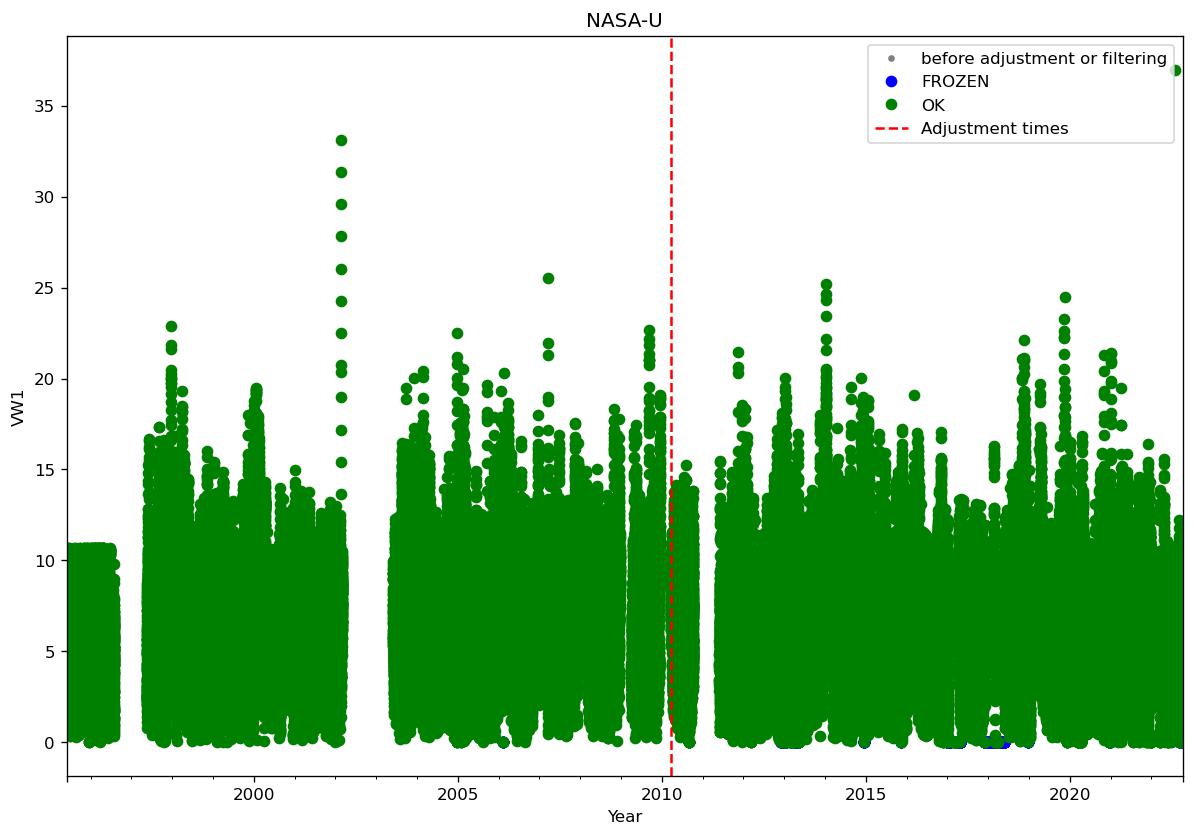 NASA-U
before adjustment or filtering
FROZEN
OK
Adjustment times
VW1
35
30
25
20
15
10
5
0
2000 2005 2010 2015 2020
Year